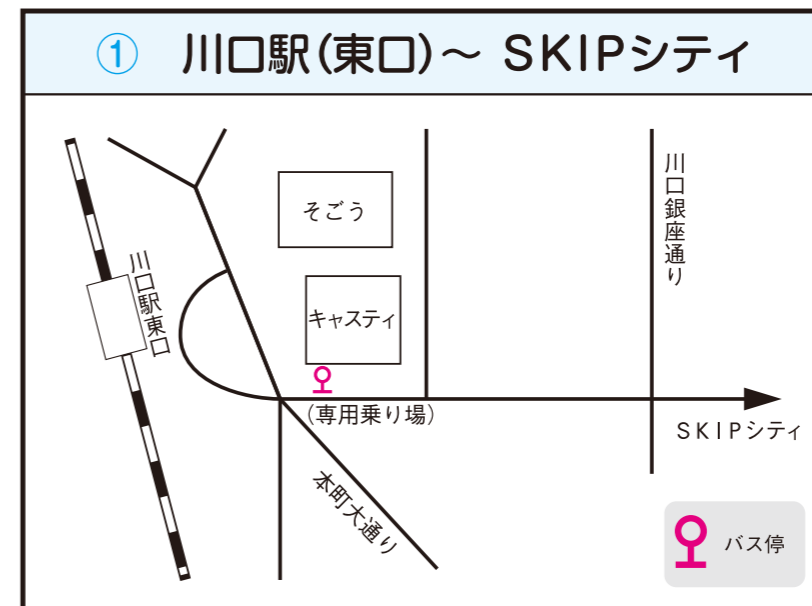 ① 川口駅(東口)～ SKIPシティ
そごう
川口銀座通り
川口駅東口
キャスティ
(専用乗り場)
SKIPシティ
本町大通り
バス停